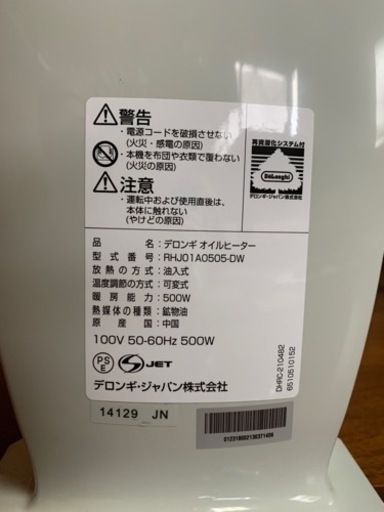 警告
・電源コードを破損させない
(火災・感電の原因)
・本機を布団や衣類で覆わない
(火災の原因)
注意
・運転中および使用直後は、
本体に触れない
(やけどの原因)
再資源化システム付
DeLonghi
デロンギ・ジャパン株式会社
品名：デロンギ オイルヒーター
型式番号：RHJ01A0505-DW
放熱の方式：油入式
温度調節の方式：可変式
暖房能力：500W
熱媒体の種類：鉱物油
原産国：中国
100V 50-60Hz 500W
PS
E
JET
デロンギ・ジャパン株式会社
DHRC-210482
6510510152
14129 JN